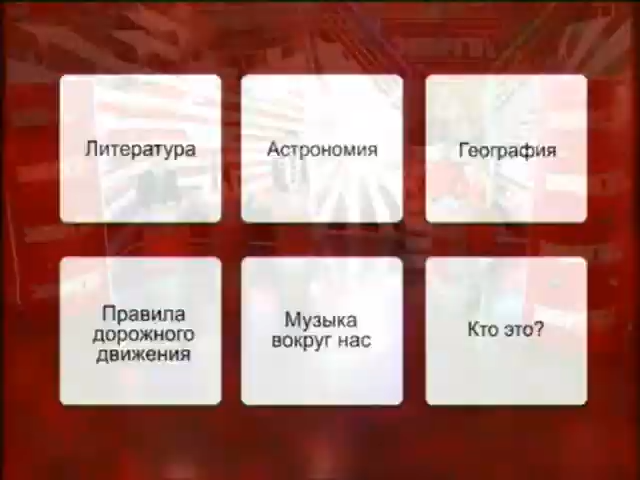 Литература
Астрономия
География
Правила
дорожного
движения
Музыка
вокруг нас
Кто это?